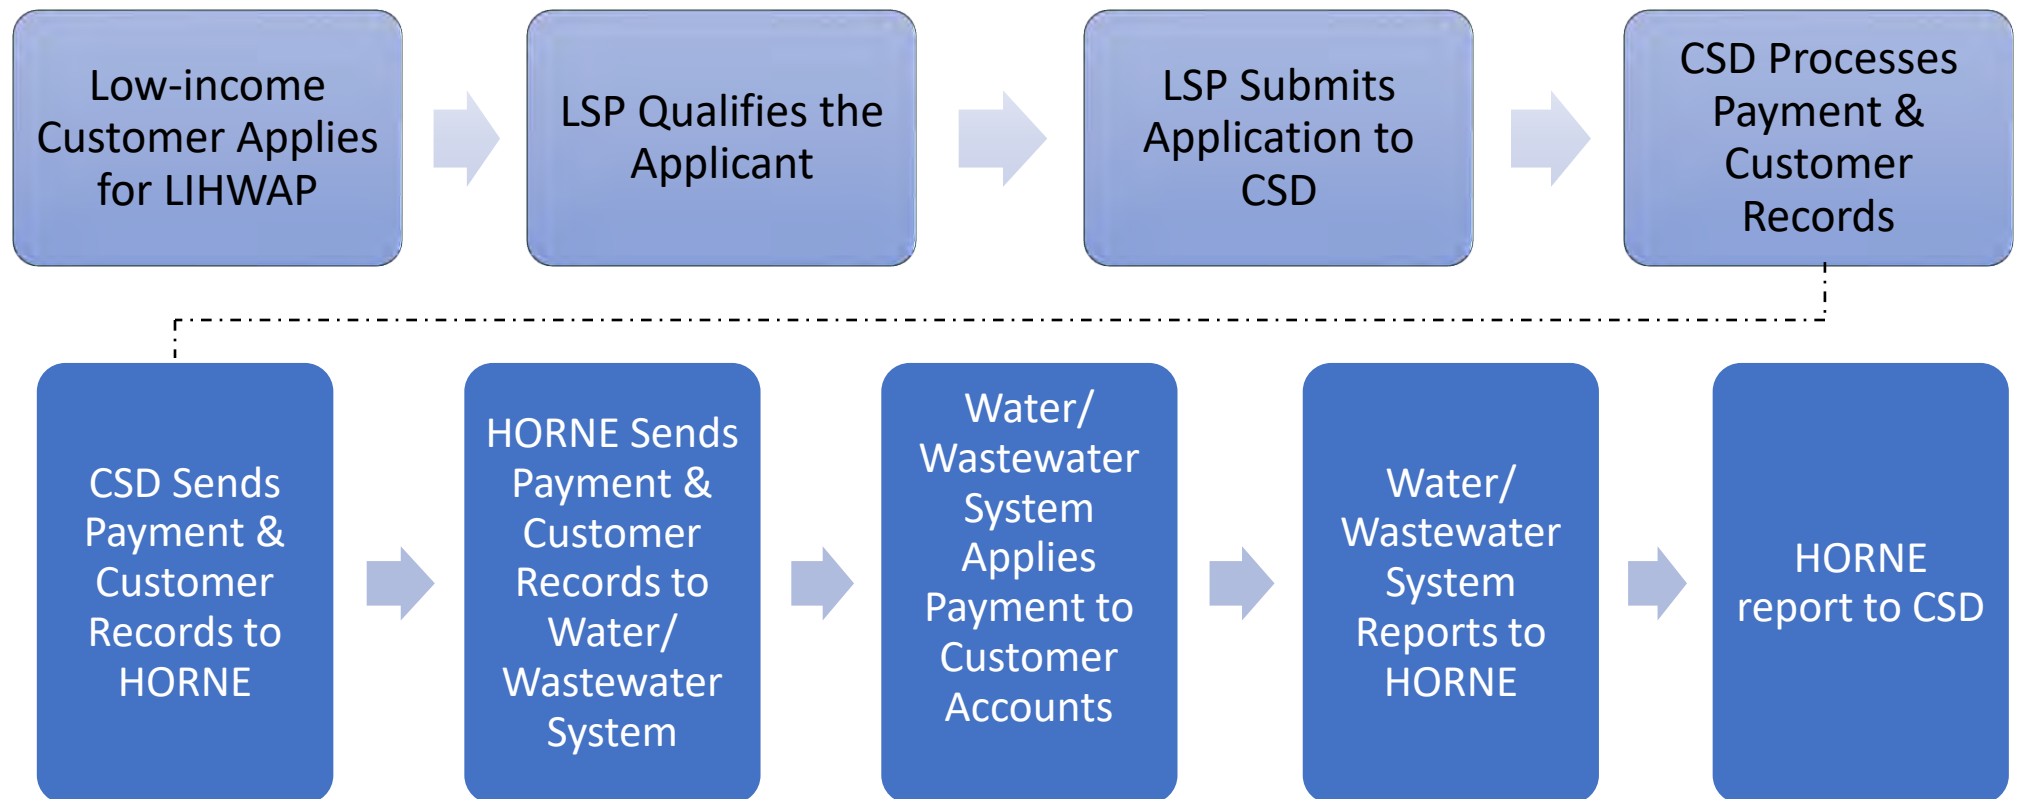 Low-income
Customer Applies
for LIHWAP
LSP Qualifies the
Applicant
LSP Submits
Application to
CSD
CSD Processes
Payment &
Customer
Records
CSD Sends
Payment &
Customer
Records to
HORNE
HORNE Sends
Payment &
Customer
Records to
Water/
Wastewater
System
Water/
Wastewater
System
Applies
Payment to
Customer
Accounts
Water/
Wastewater
System
Reports to
HORNE
HORNE
report to CSD